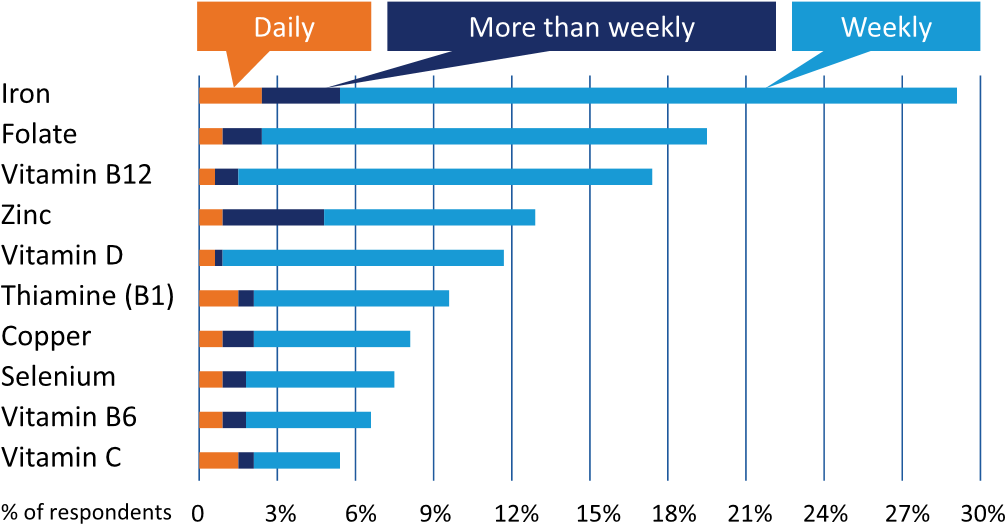 Daily More than weekly Weekly
Iron
Folate
Vitamin B12
Zinc
Vitamin D
Thiamine (B1)
Copper
Selenium
Vitamin B6
Vitamin C
% of respondents 0 3% 6% 9% 12% 15% 18% 21% 24% 27% 30%